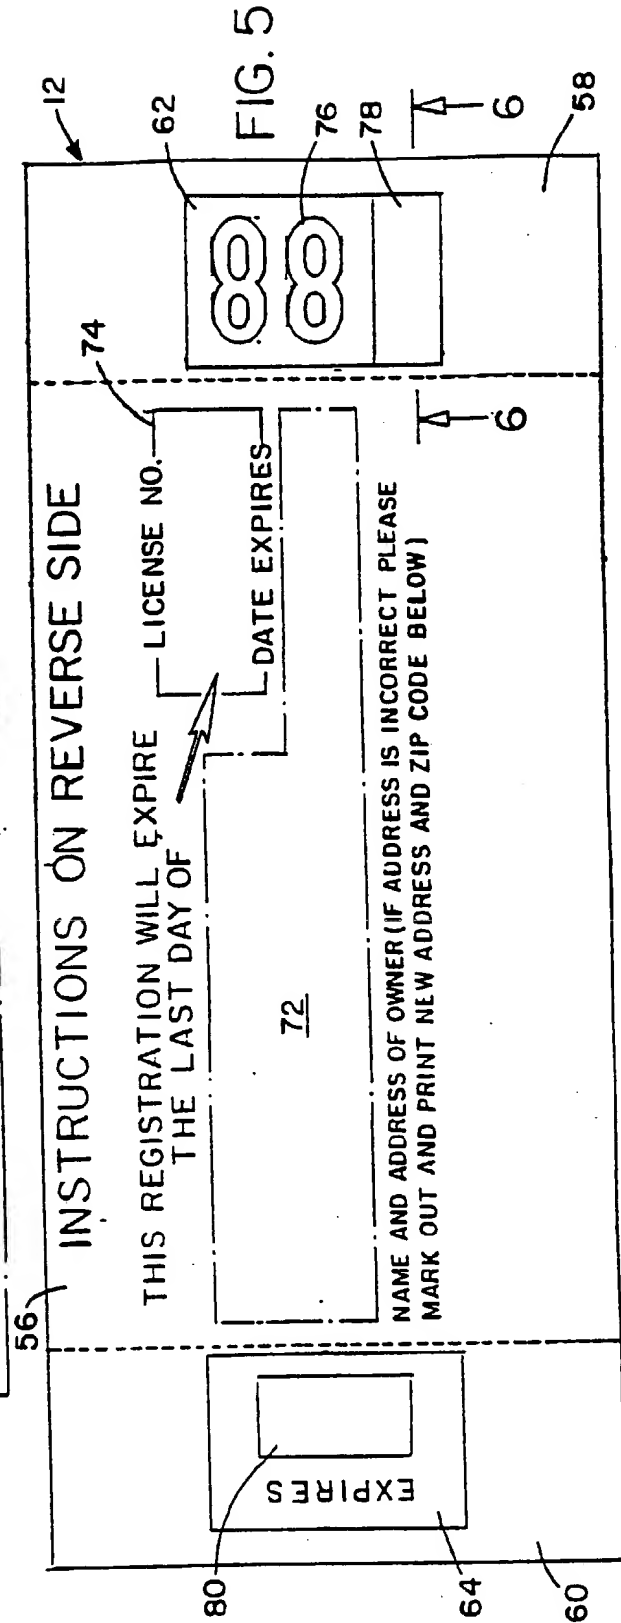 FIG. 5
12
INSTRUCTIONS ON REVERSE SIDE
56
THIS REGISTRATION WILL EXPIRE
THE LAST DAY OF
LICENSE NO.
74
DATE EXPIRES
62
88
76
78
72
NAME AND ADDRESS OF OWNER (IF ADDRESS IS INCORRECT PLEASE
MARK OUT AND PRINT NEW ADDRESS AND ZIP CODE BELOW)
6
6
58
EXPIRES
80
64
60